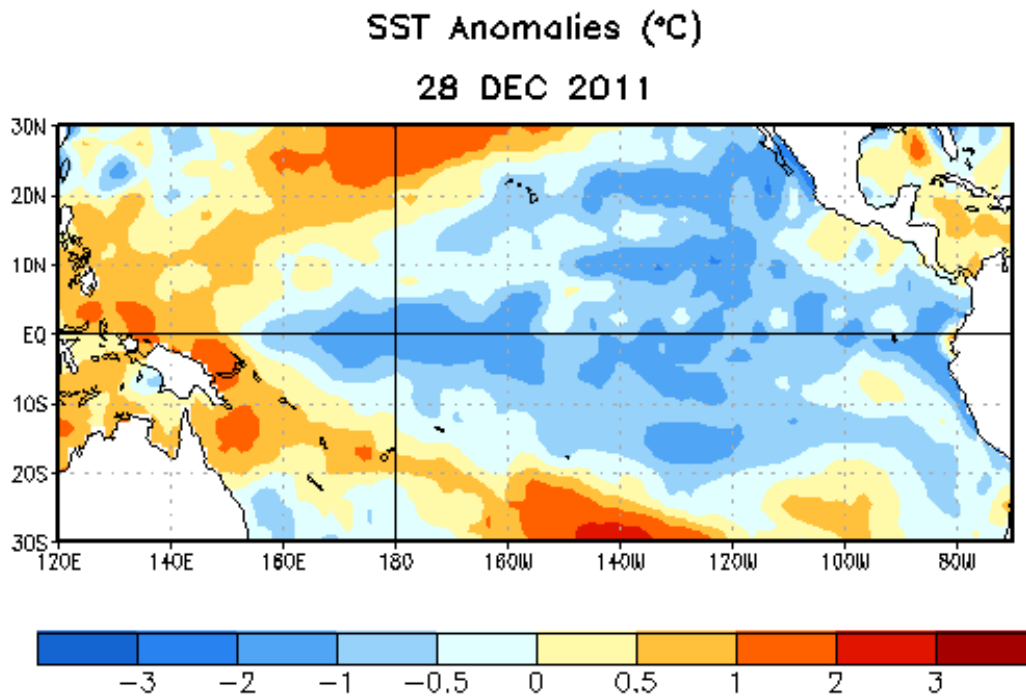 SST Anomalies (°C)
28 DEC 2011
30N
20N
10N
EQ
10S
20S
30S
120E 140E 160E 180 160W 140W 120W 100W 80W
-3 -2 -1 -0.5 0 0.5 1 2 3